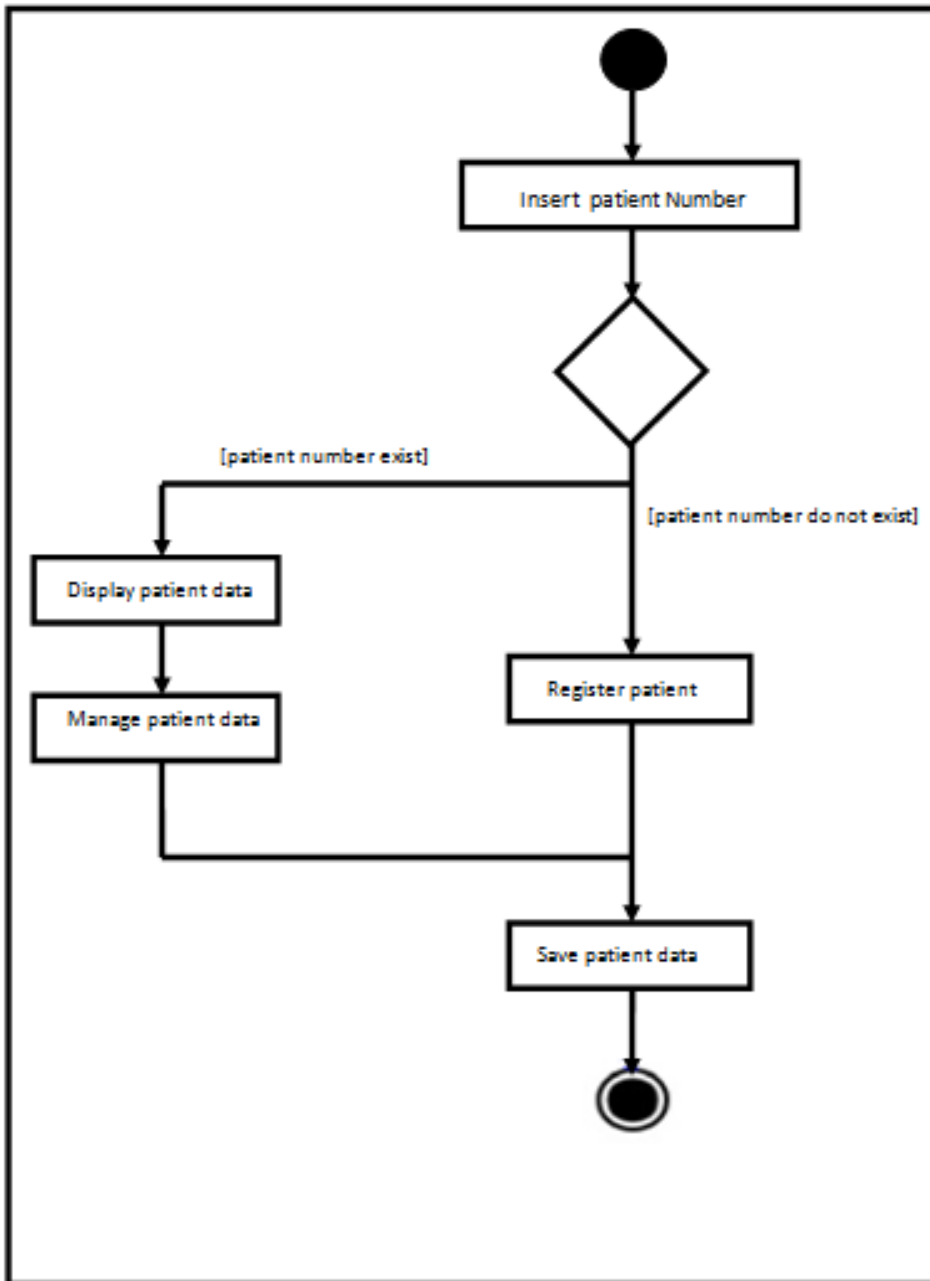 Insert patient Number
[patient number exist]
[patient number do not exist]
Display patient data
Register patient
Manage patient data
Save patient data